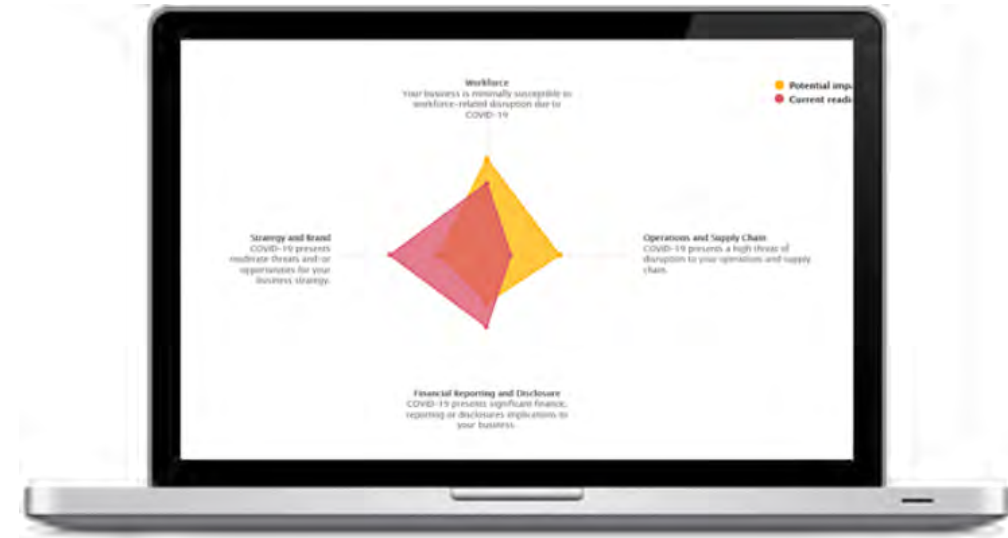 Workforce
Your business is minimally susceptible to
workforce-related disruption due to
COVID-19
Potential impa
Current readi
Strategy and Brand
COVID-19 presents
moderate threats and/or
opportunities for your
business strategy.
Operations and Supply Chain
COVID-19 presents a high threat of
disruption to your operations and supply
chain.
Financial Reporting and Disclosure
COVID-19 presents significant finance,
reporting or disclosures implications to
your business.